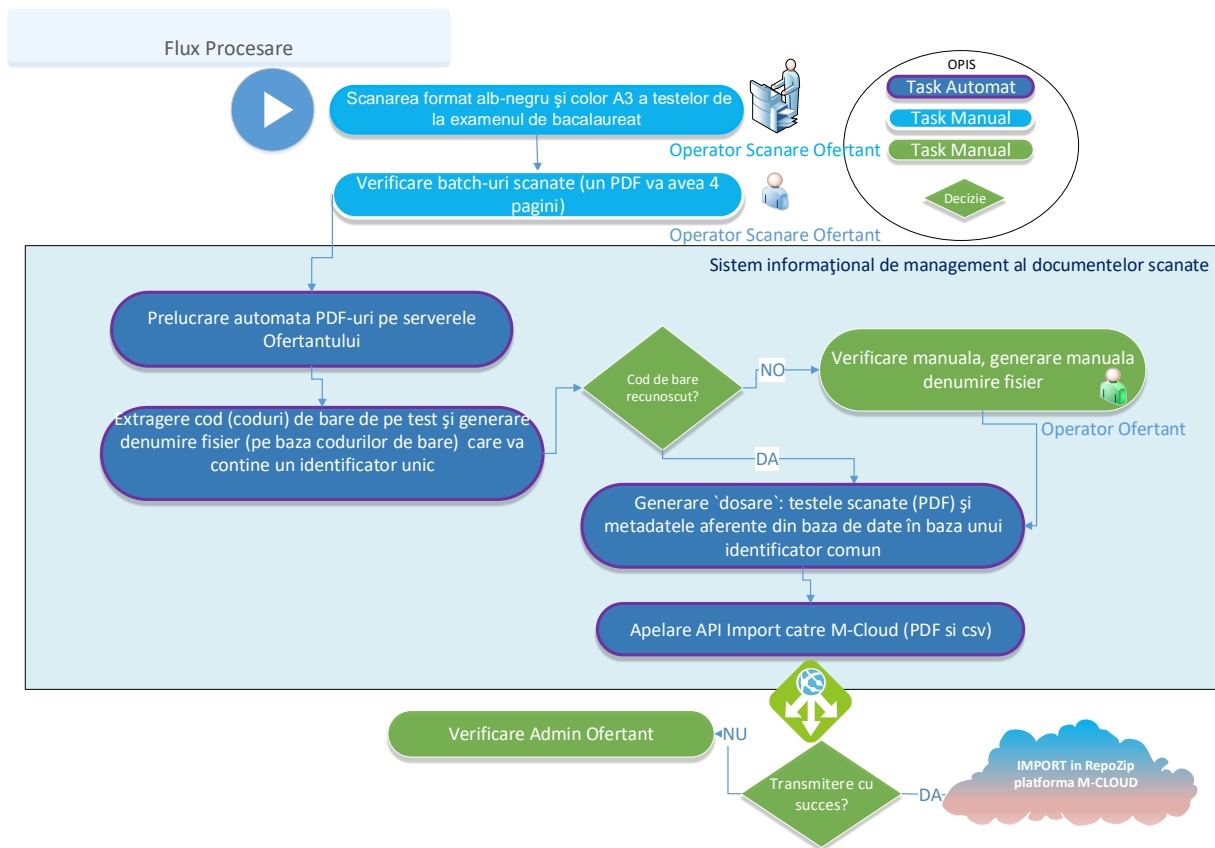 Flux Procesare
Scanarea format alb-negru şi color A3 a testelor de
la examenul de bacalaureat
Operator Scanare Ofertant
OPIS
Task Automat
Task Manual
Task Manual
Decizie
Verificare batch-uri scanate (un PDF va avea 4
pagini)
Operator Scanare Ofertant
Sistem informaţional de management al documentelor scanate
Prelucrare automata PDF-uri pe serverele
Ofertantului
Extragere cod (coduri) de bare de pe test şi generare
denumire fisier (pe baza codurilor de bare) care va
contine un identificator unic
Cod de bare
recunoscut?
NO
Verificare manuala, generare manuala
denumire fisier
Operator Ofertant
DA
Generare `dosare`: testele scanate (PDF) şi
metadatele aferente din baza de date în baza unui
identificator comun
Apelare API Import catre M-Cloud (PDF si csv)
Verificare Admin Ofertant
NU
Transmitere cu
succes?
DA
IMPORT in RepoZip
platforma M-CLOUD